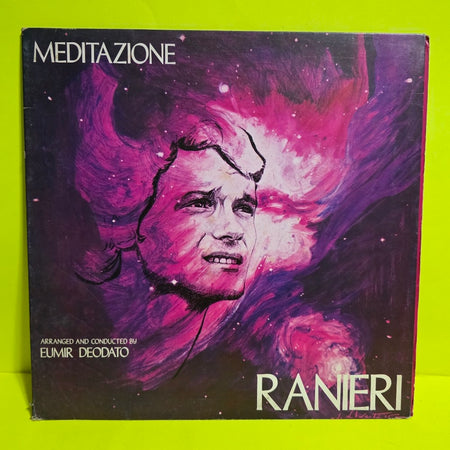 MEDITAZIONE
ARRANGED AND CONDUCTED BY
EUMIR DEODATO
RANIERI